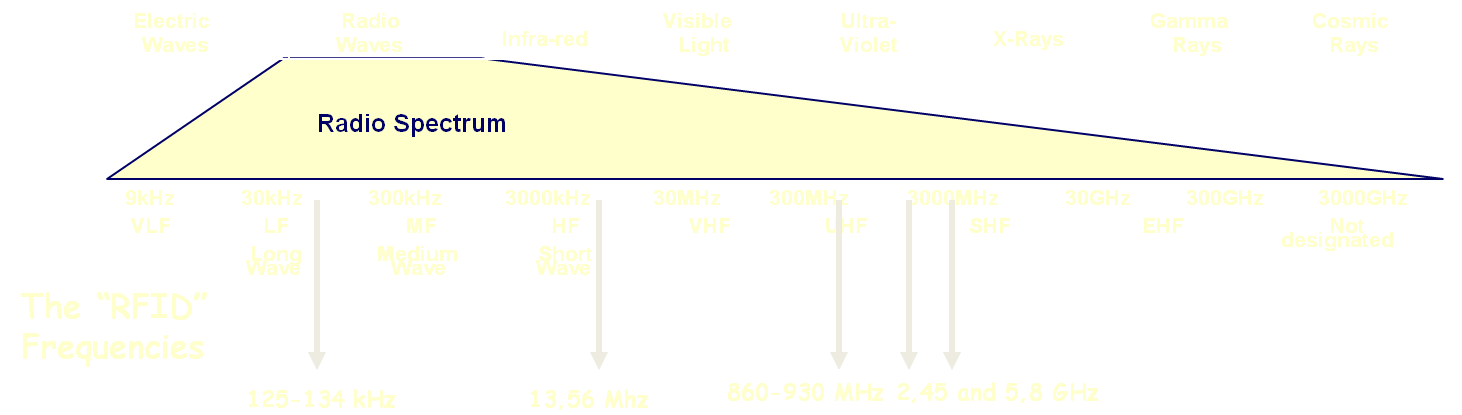 Electric Waves
Radio Waves
Infra-red
Visible Light
Ultra-Violet
X-Rays
Gamma Rays
Cosmic Rays
Radio Spectrum
9kHz 30kHz 300kHz 3000kHz 30MHz 300MHz 3000MHz 30GHz 300GHz 3000GHz
VLF LF MF HF VHF UHF SHF EHF Not designated
Long Wave
Medium Wave
Short Wave
The "RFID"
Frequencies
125-134 kHz 13,56 Mhz 860-930 MHz 2,45 and 5,8 GHz